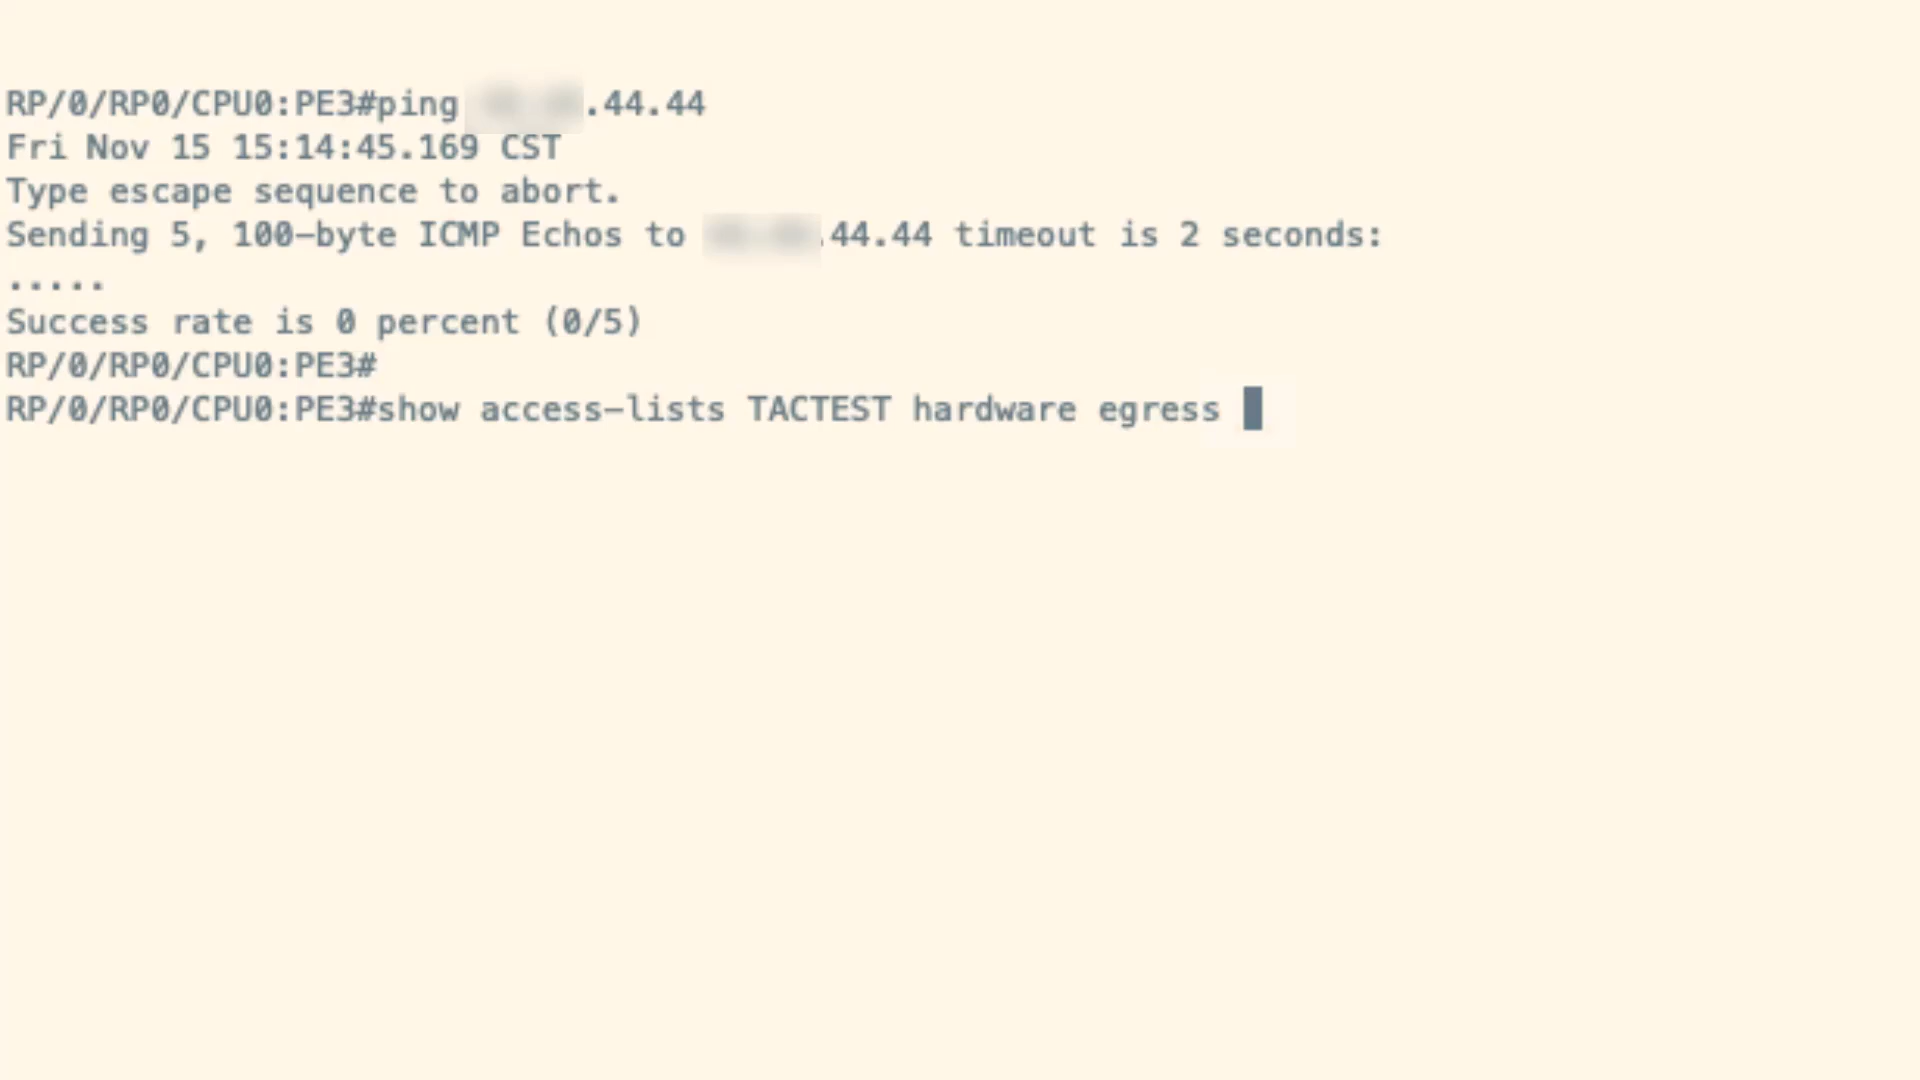 RP/0/RP0/CPU0:PE3#ping .44.44
Fri Nov 15 15:14:45.169 CST
Type escape sequence to abort.
Sending 5, 100-byte ICMP Echos to .44.44 timeout is 2 seconds:
.....
Success rate is 0 percent (0/5)
RP/0/RP0/CPU0:PE3#
RP/0/RP0/CPU0:PE3#show access-lists TACTEST hardware egress